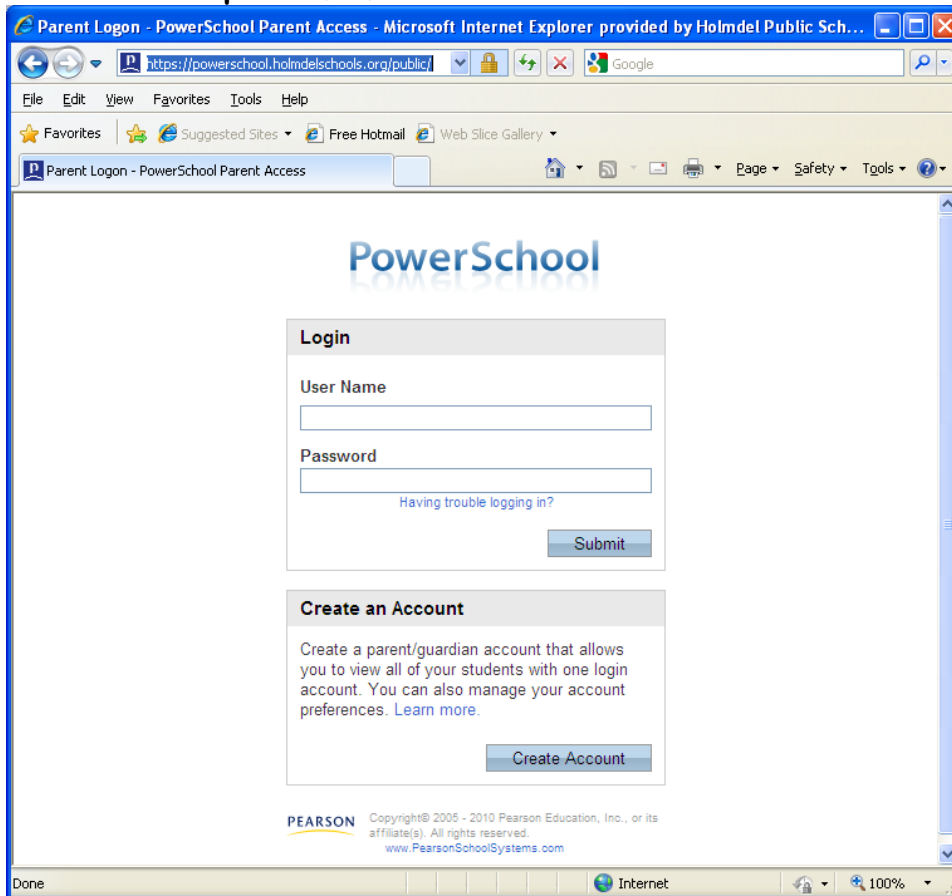 Parent Logon - PowerSchool Parent Access - Microsoft Internet Explorer provided by Holmdel Public Sch...
https://powerschool.holmdelschools.org/public/
Google
File Edit View Favorites Tools Help
Favorites Suggested Sites Free Hotmail Web Slice Gallery
Parent Logon - PowerSchool Parent Access
Page Safety Tools
PowerSchool
Login
User Name
Password
Having trouble logging in?
Submit
Create an Account
Create a parent/guardian account that allows
you to view all of your students with one login
account. You can also manage your account
preferences. Learn more.
Create Account
PEARSON
Copyright© 2005 - 2010 Pearson Education, Inc., or its
affiliate(s). All rights reserved.
www.PearsonSchoolSystems.com
Done Internet 100%